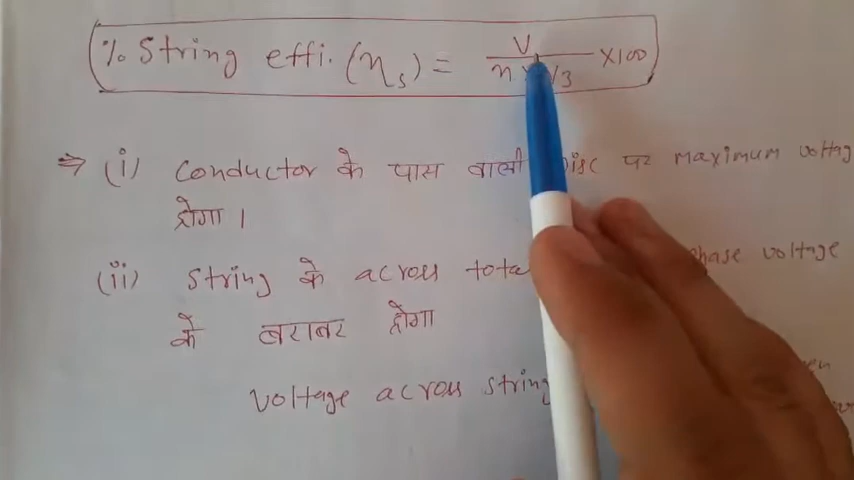 % String effi. (η_s) = V / n × V3 × 100
⇒ (i) Conductor के पास वाली Disc पर maximum voltag
होगा ।
(ii) String के across tota phase voltage
के बराबर होगा
Voltage across string